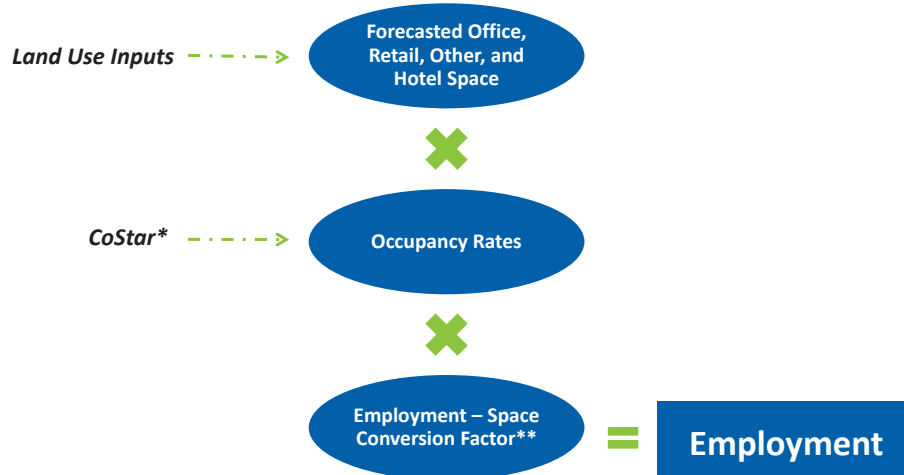 Forecasted Office,
Retail, Other, and
Hotel Space
Land Use Inputs
Occupancy Rates
CoStar*
Employment – Space
Conversion Factor**
Employment